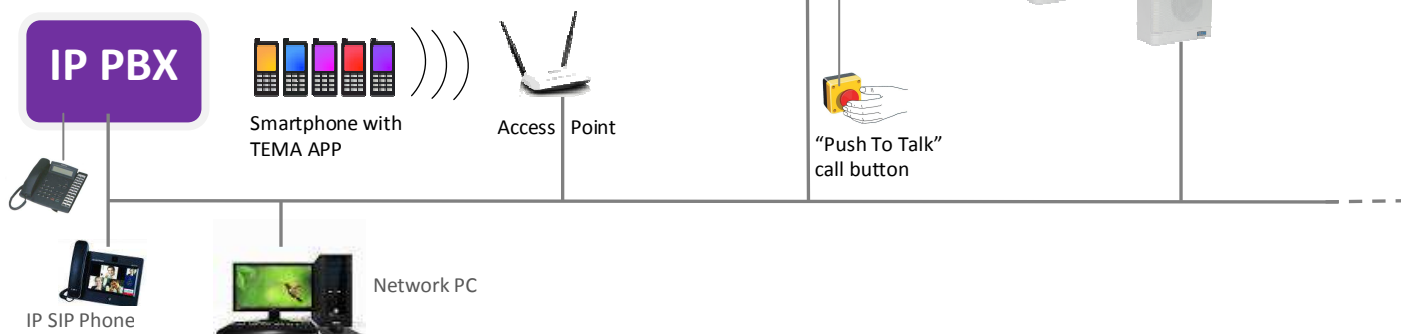 IP PBX
Smartphone with
TEMA APP
Access Point
“Push To Talk”
call button
Network PC
IP SIP Phone